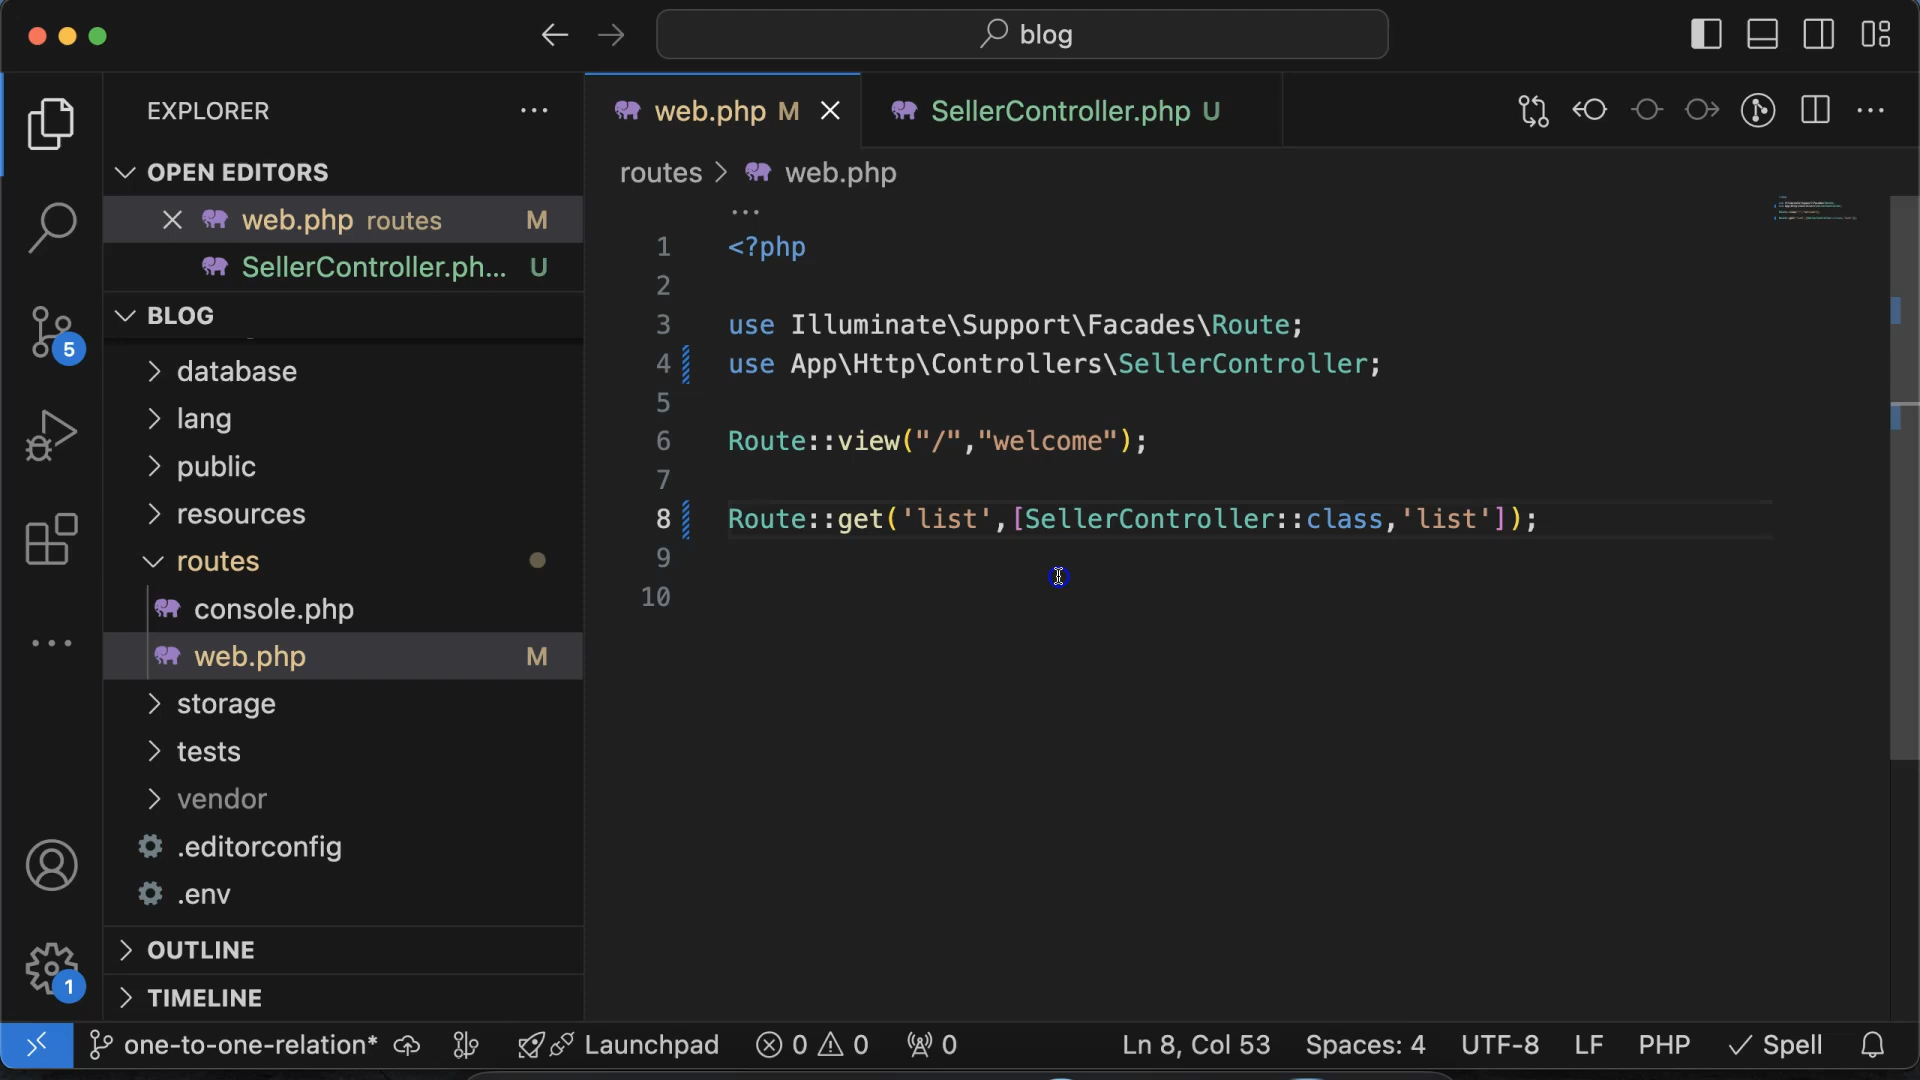 blog
EXPLORER
OPEN EDITORS
web.php routes M
SellerController.ph... U
BLOG
database
lang
public
resources
routes
console.php
web.php M
storage
tests
vendor
.editorconfig
.env
OUTLINE
TIMELINE
5
1
web.php M
SellerController.php U
routes > web.php
...
1 <?php
2
3 use Illuminate\Support\Facades\Route;
4 use App\Http\Controllers\SellerController;
5
6 Route::view("/","welcome");
7
8 Route::get('list',[SellerController::class,'list']);
9
10
one-to-one-relation* Launchpad 0 0 0 Ln 8, Col 53 Spaces: 4 UTF-8 LF PHP Spell